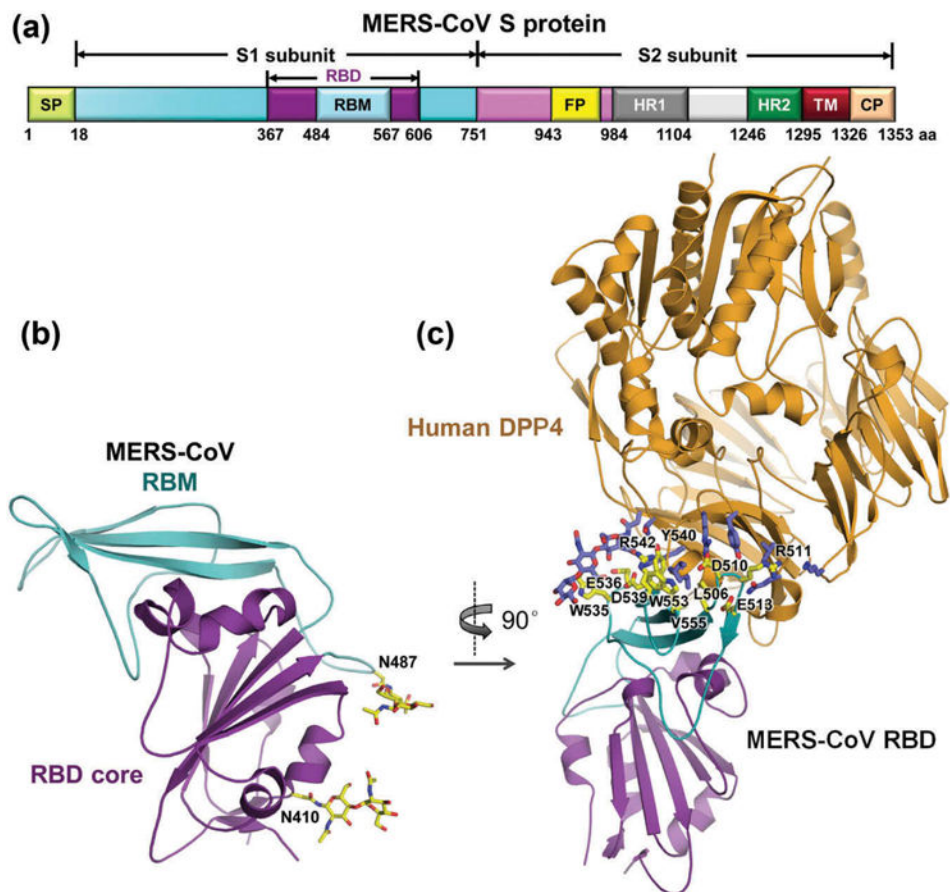 (a)
MERS-CoV S protein
S1 subunit S2 subunit
RBD
SP RBM FP HR1 HR2 TM CP
1 18 367 484 567 606 751 943 984 1104 1246 1295 1326 1353 aa
(b)
MERS-CoV
RBM
N487
RBD core
N410
90°
(c)
Human DPP4
R542 Y540
D510 R511
E536 D539 L506
W535 W553 E513
V555
MERS-CoV RBD